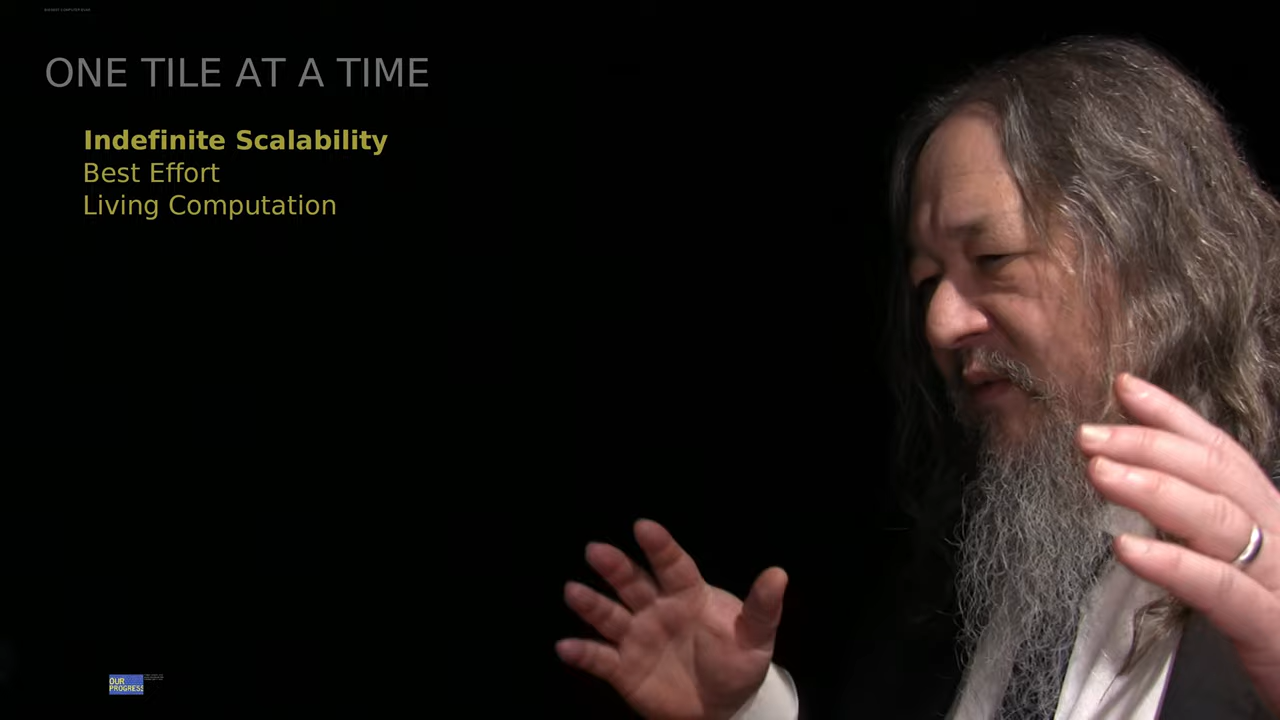 ONE TILE AT A TIME
Indefinite Scalability
Best Effort
Living Computation
OUR
PROGRESS